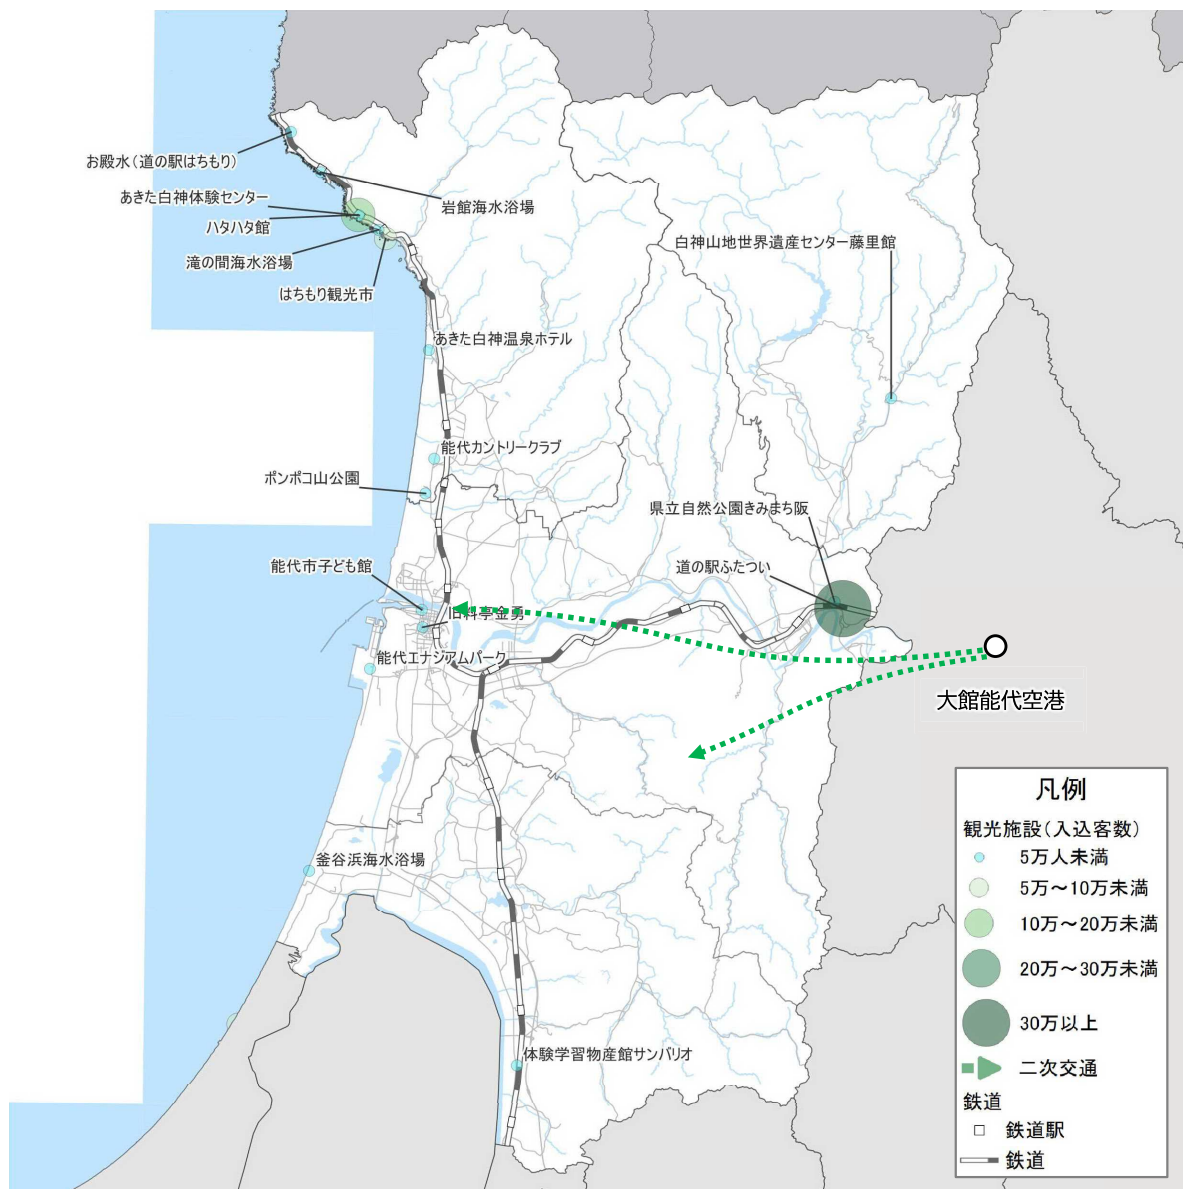 お殿水（道の駅はちもり）
あきた白神体験センター
岩館海水浴場
ハタハタ館
白神山地世界遺産センター藤里館
滝の間海水浴場
はちもり観光市
あきた白神温泉ホテル
能代カントリークラブ
ポンポコ山公園
県立自然公園きみまち阪
能代市子ども館
道の駅ふたつい
旧料亭金勇
能代エナジアムパーク
大館能代空港
釜谷浜海水浴場
体験学習物産館サンバリオ
凡例
観光施設（入込客数）
5万人未満
5万～10万未満
10万～20万未満
20万～30万未満
30万以上
二次交通
鉄道
鉄道駅
鉄道